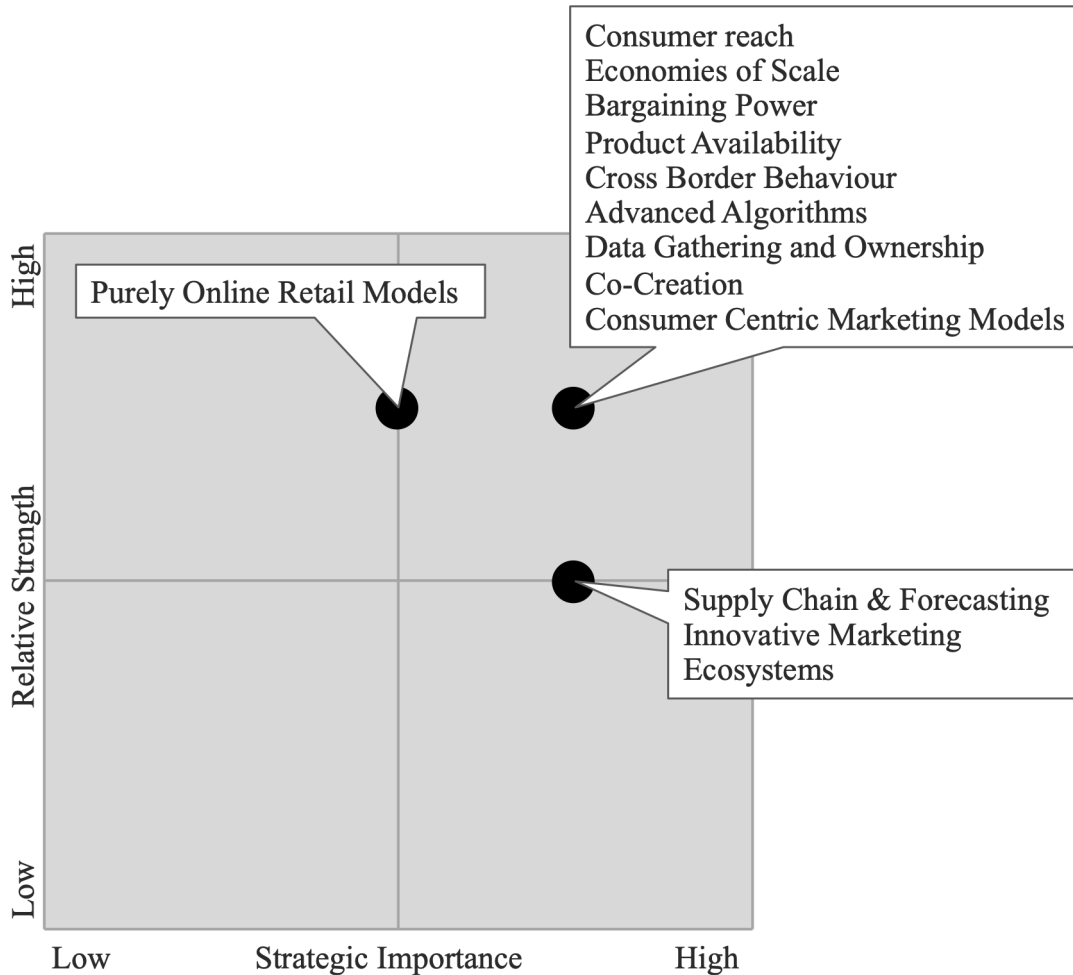 Consumer reach
Economies of Scale
Bargaining Power
Product Availability
Cross Border Behaviour
Advanced Algorithms
Data Gathering and Ownership
Co-Creation
Consumer Centric Marketing Models
High
Purely Online Retail Models
Relative Strength
Supply Chain & Forecasting
Innovative Marketing
Ecosystems
Low
Low
Strategic Importance
High